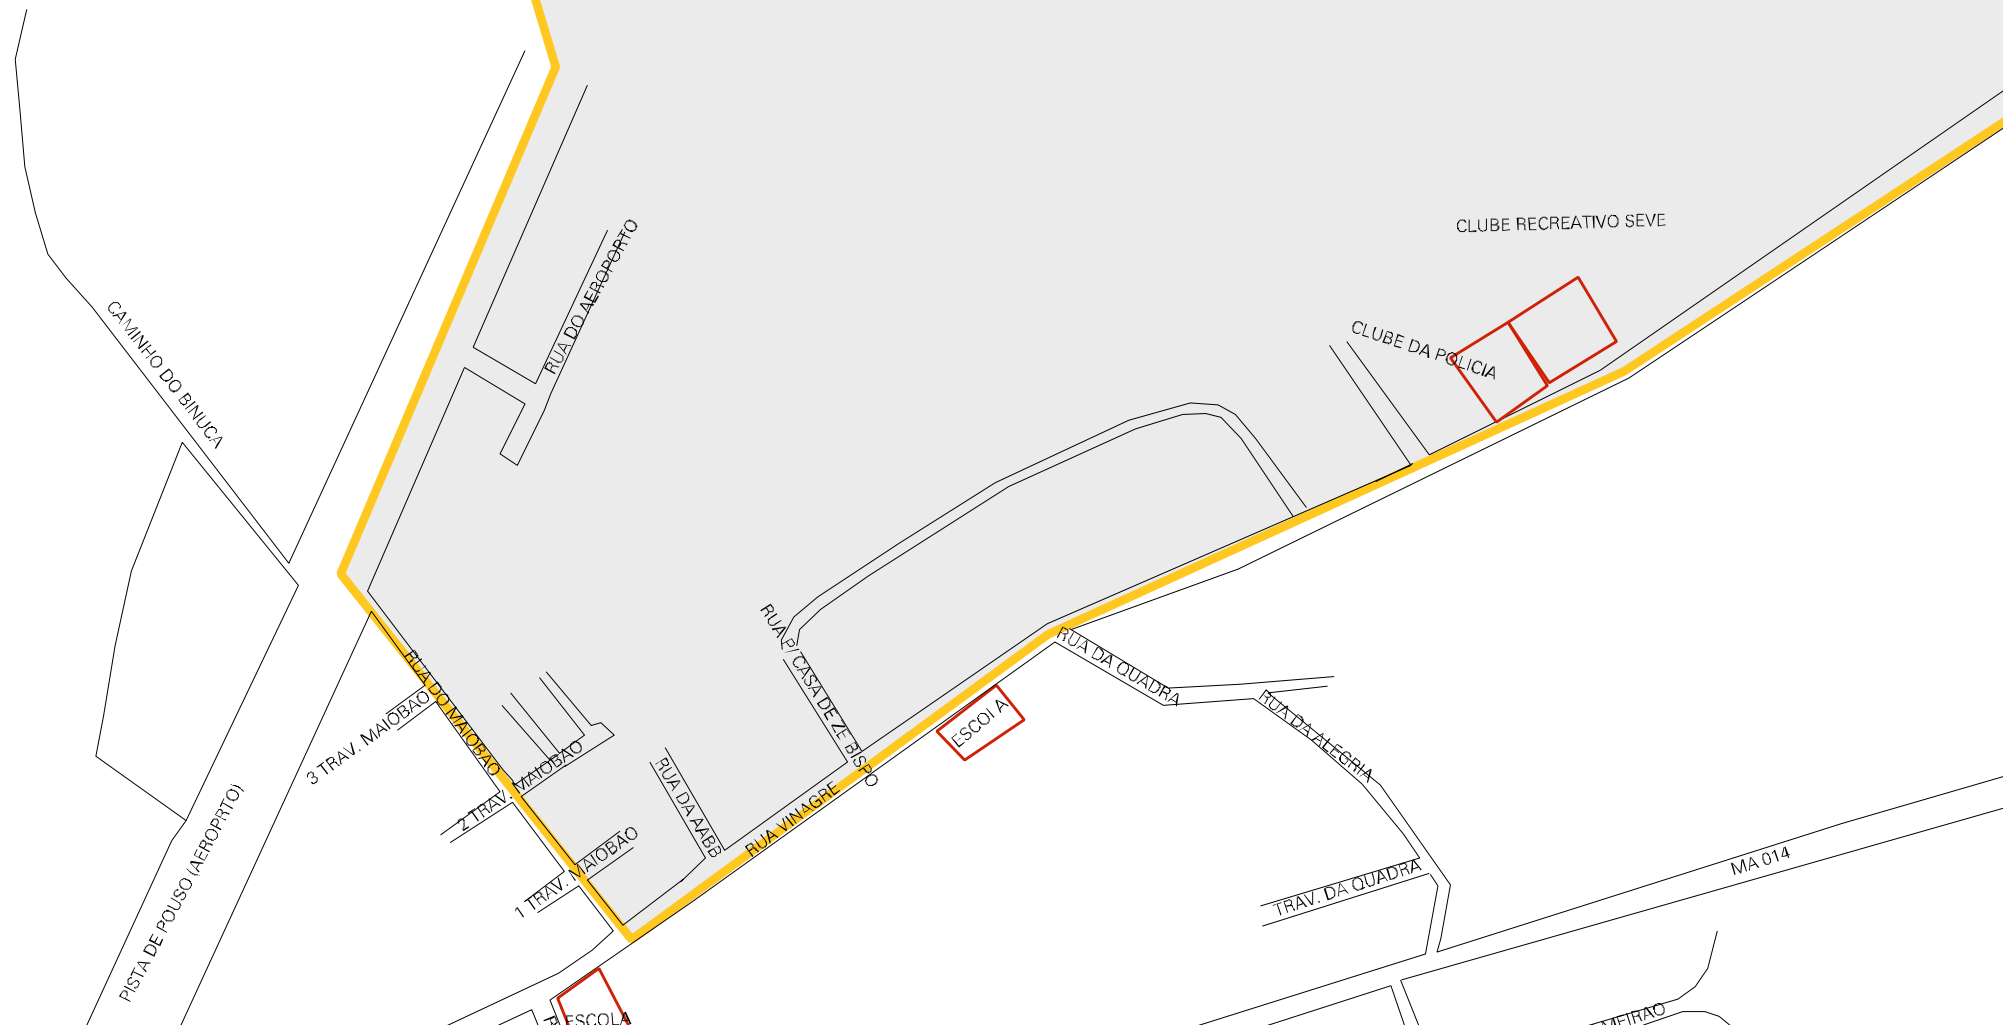 CLUBE RECREATIVO SEVE
RUA DO AEROPORTO
CAMINHO DO BINUCA
CLUBE DA POLICIA
RUA P/ CASA DE ZE BISPO
RUA DO MAIOBAO
RUA DA QUADRA
3 TRAV. MAIOBAO
ESCOLA
RUA DA ALEGRIA
2 TRAV. MAIOBAO
RUA DA AABB
RUA VINAGRE
PISTA DE POUSO (AEROPRTO)
1 TRAV. MAIOBAO
TRAV. DA QUADRA
MA 014
ESCOLA